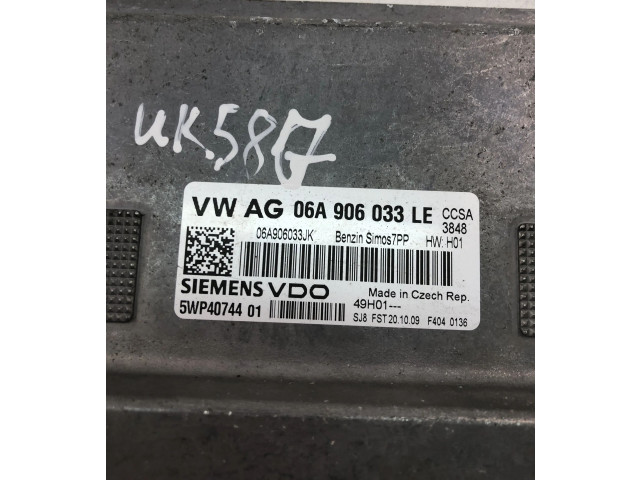 UK587
VW AG 06A 906 033 LE CCSA
3848
06A906033JK Benzin Simos7PP HW: H01
SIEMENS VDO Made in Czech Rep.
5WP40744 01 49H01---
SJ8 FST 20.10.09 F404 0136